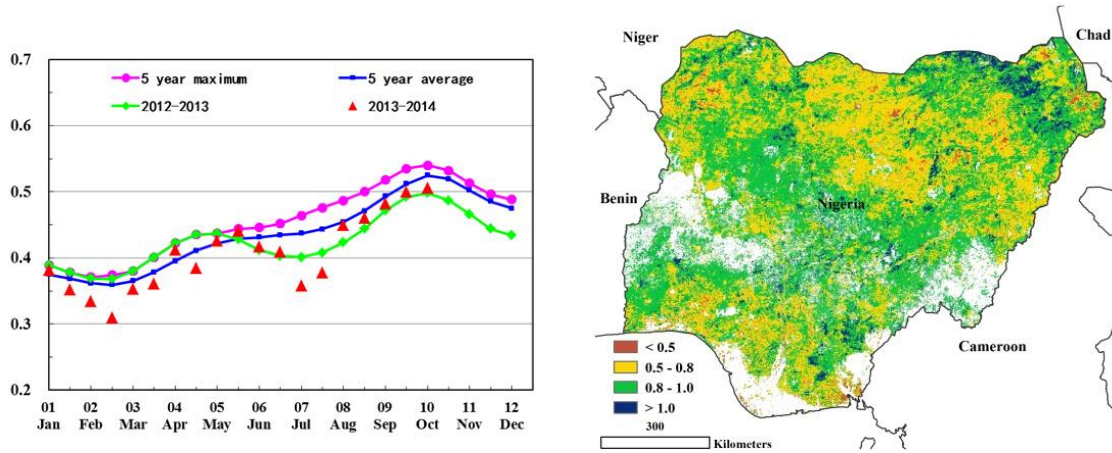 0.7
5 year maximum
5 year average
2012-2013
2013-2014
0.6
0.5
0.4
0.3
0.2
01 02 03 04 05 06 07 08 09 10 11 12
Jan Feb Mar Apr May Jun Jul Aug Sep Oct Nov Dec
Niger
Chad
Benin
Nigeria
Cameroon
< 0.5
0.5 - 0.8
0.8 - 1.0
> 1.0
300
Kilometers